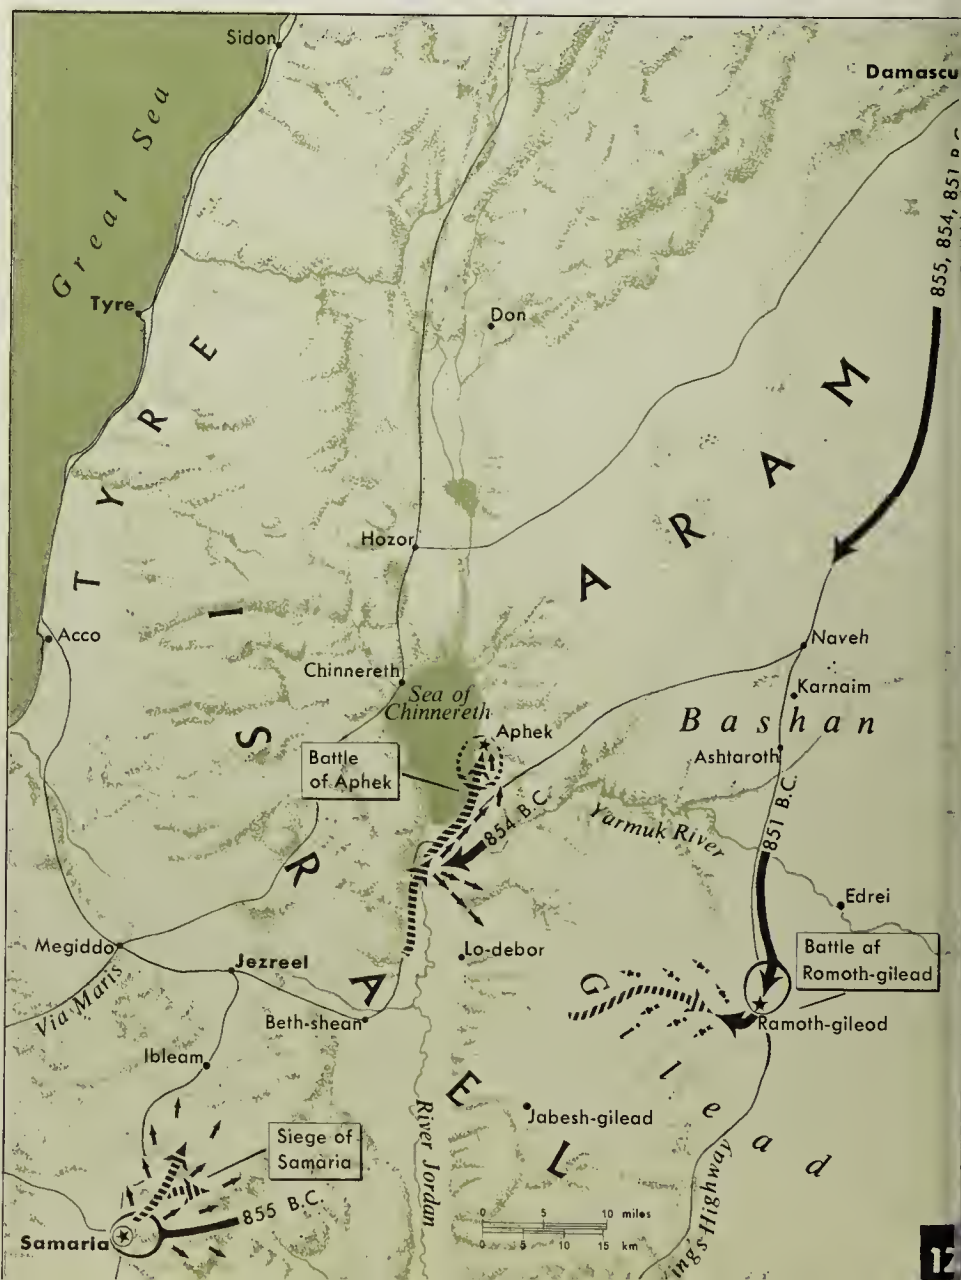 Sidon
Damascu
Great Sea
855, 854, 851 B.C
Tyre
Don
TYRE
ARAM
Hozor
Acco
Naveh
Chinnereth
Karnaim
Sea of
Chinnereth
Bashan
Aphek
Battle
of Aphek
Ashtaroth
854 B.C.
851 B.C.
Yarmuk River
ISRAEL
Edrei
Megiddo
Lo-debor
Battle af
Romoth-gilead
Jezreel
Via Maris
Beth-shean
Ramoth-gileod
Gilead
Ibleam
Jabesh-gilead
River Jordan
Siege of
Samaria
855 B.C.
King's Highway
0 5 10 miles
0 5 10 15 km
Samaria
12